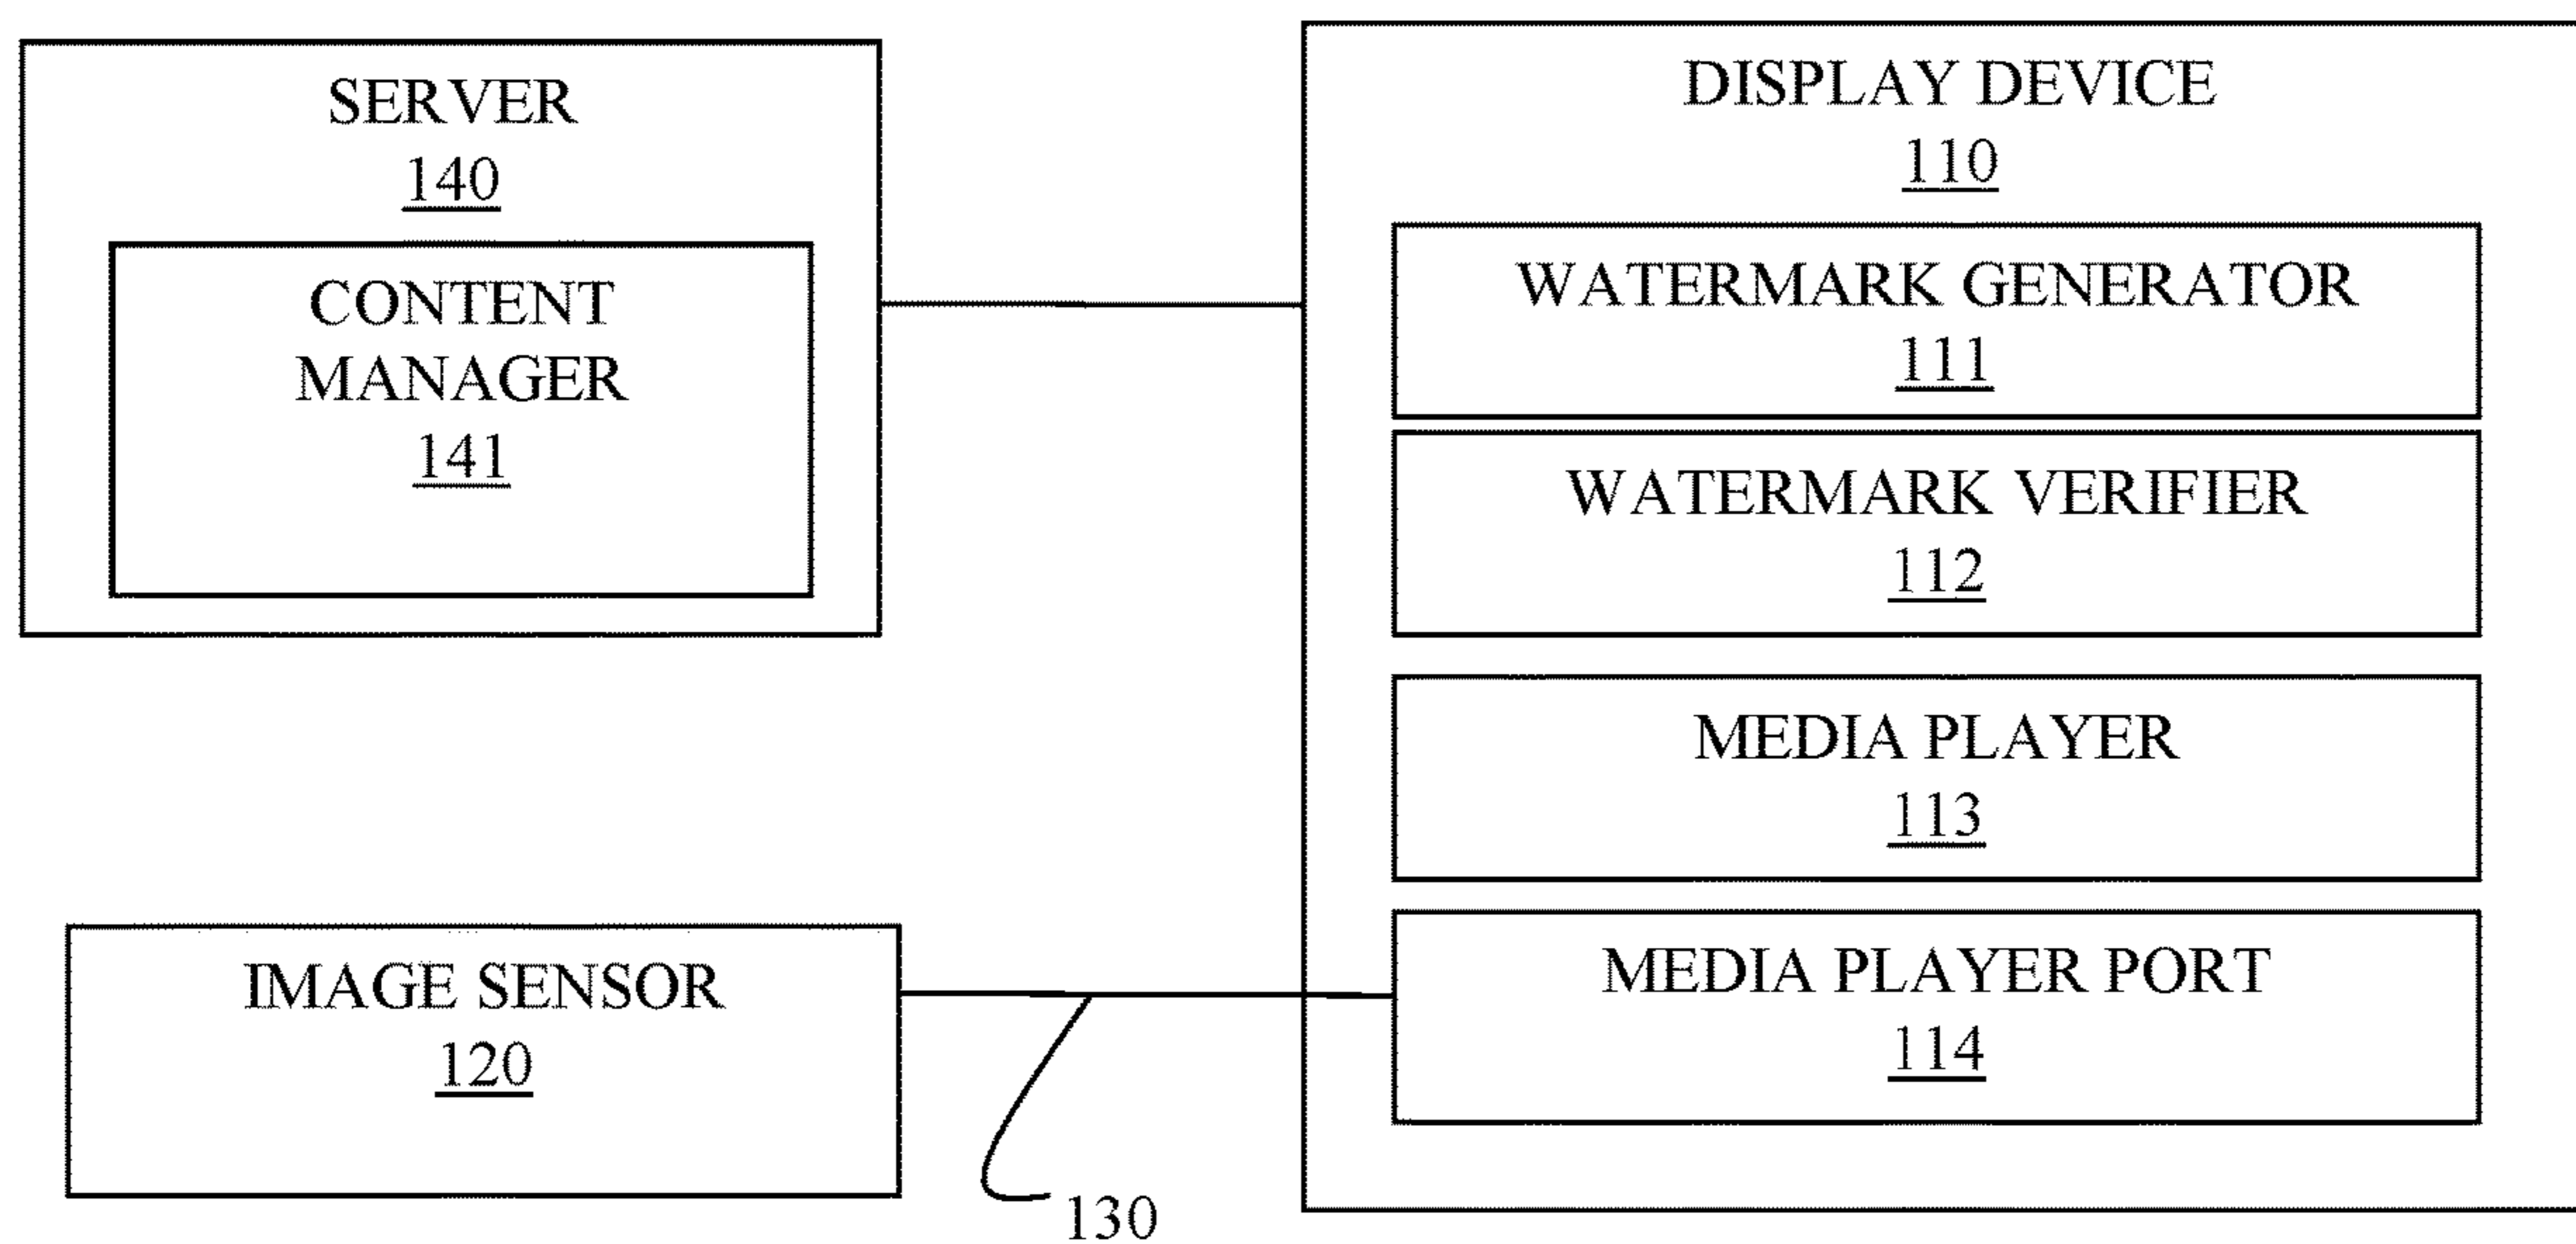 SERVER
140
CONTENT
MANAGER
141
DISPLAY DEVICE
110
WATERMARK GENERATOR
111
WATERMARK VERIFIER
112
MEDIA PLAYER
113
MEDIA PLAYER PORT
114
IMAGE SENSOR
120
130